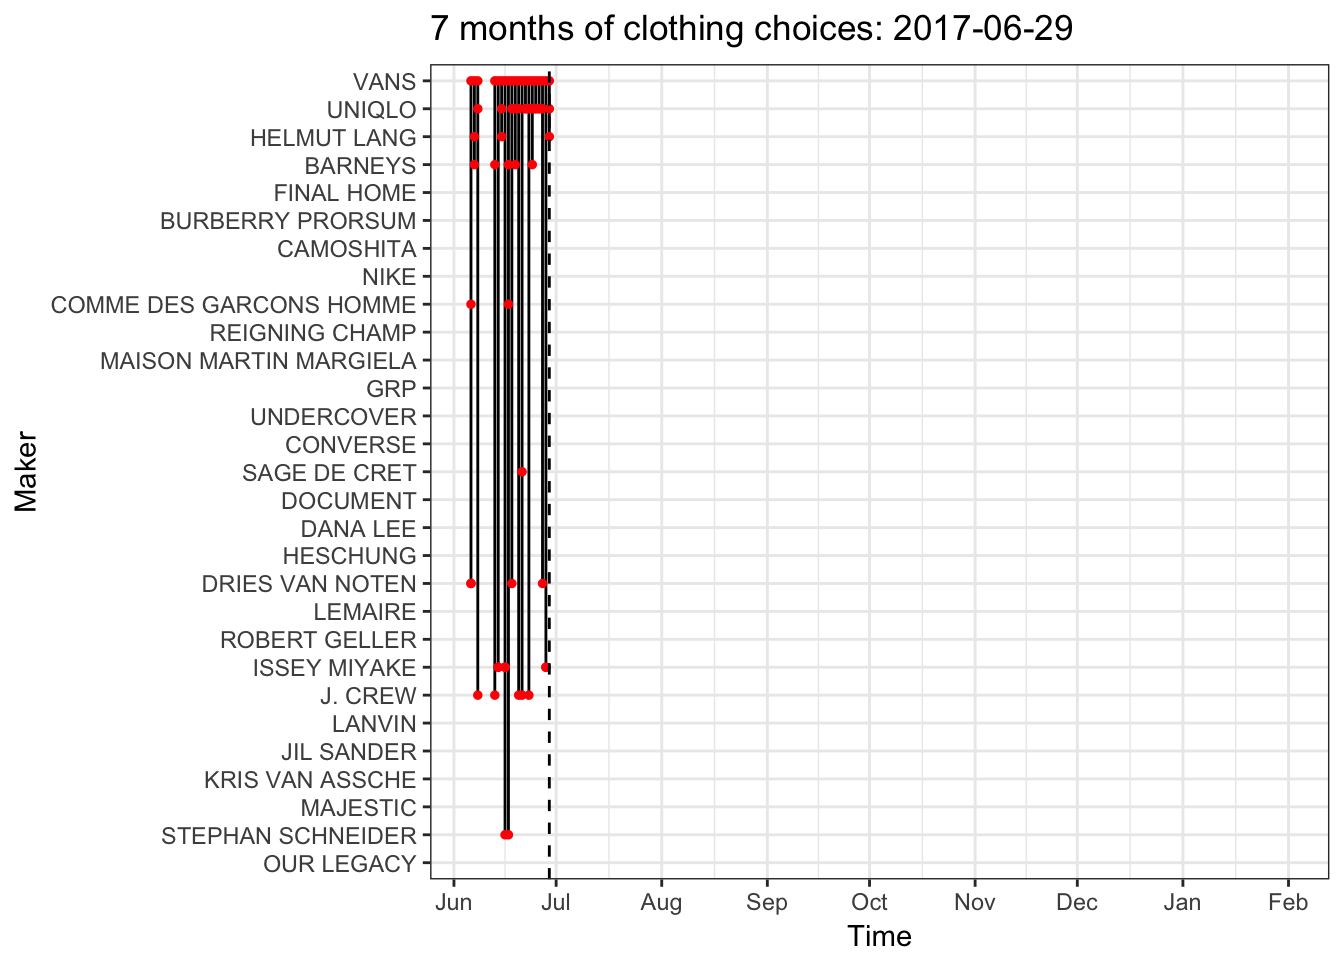 7 months of clothing choices: 2017-06-29
VANS
UNIQLO
HELMUT LANG
BARNEYS
FINAL HOME
BURBERRY PRORSUM
CAMOSHITA
NIKE
COMME DES GARCONS HOMME
REIGNING CHAMP
MAISON MARTIN MARGIELA
GRP
UNDERCOVER
CONVERSE
SAGE DE CRET
DOCUMENT
DANA LEE
HESCHUNG
DRIES VAN NOTEN
LEMAIRE
ROBERT GELLER
ISSEY MIYAKE
J. CREW
LANVIN
JIL SANDER
KRIS VAN ASSCHE
MAJESTIC
STEPHAN SCHNEIDER
OUR LEGACY
Maker
Jun Jul Aug Sep Oct Nov Dec Jan Feb
Time